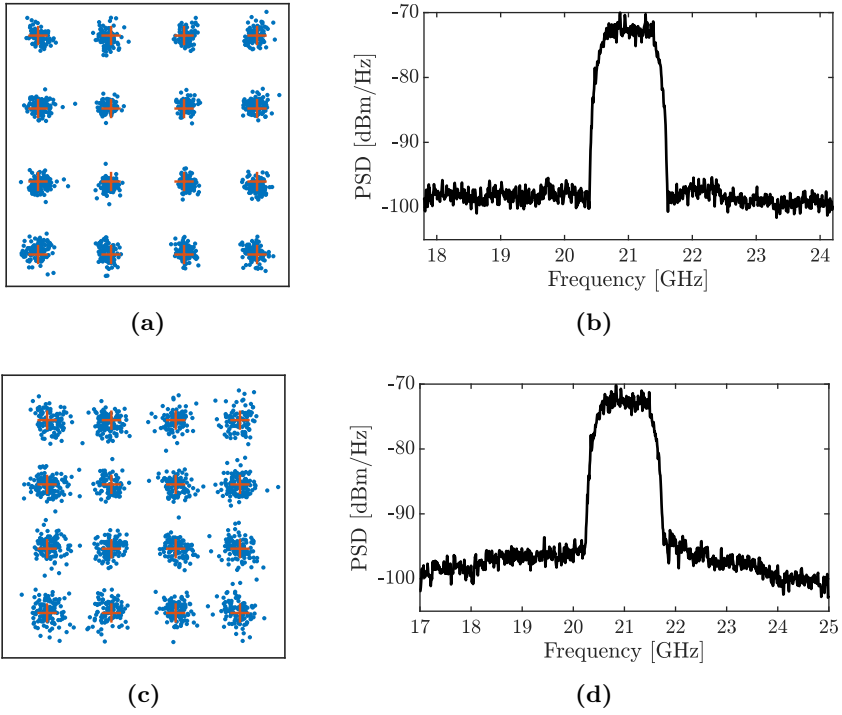 -70
-80
-90
-100
PSD [dBm/Hz]
18 19 20 21 22 23 24
Frequency [GHz]
(a)
(b)
-70
-80
-90
-100
PSD [dBm/Hz]
17 18 19 20 21 22 23 24 25
Frequency [GHz]
(c)
(d)